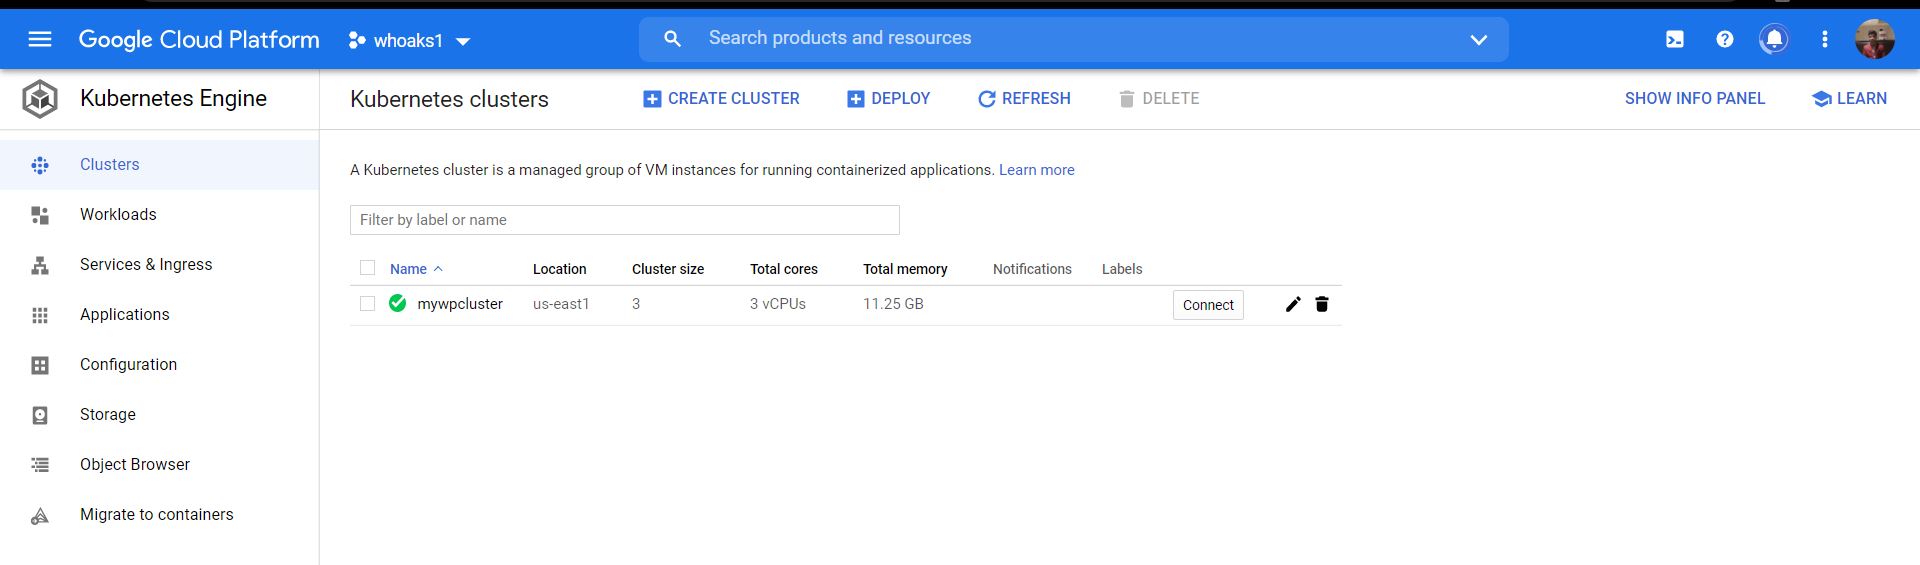 Google Cloud Platform whoaks1 Search products and resources
Kubernetes Engine Kubernetes clusters CREATE CLUSTER DEPLOY REFRESH DELETE SHOW INFO PANEL LEARN
Clusters
Workloads
Services & Ingress
Applications
Configuration
Storage
Object Browser
Migrate to containers
A Kubernetes cluster is a managed group of VM instances for running containerized applications. Learn more
Filter by label or name
Name Location Cluster size Total cores Total memory Notifications Labels
mywpcluster us-east1 3 3 vCPUs 11.25 GB Connect